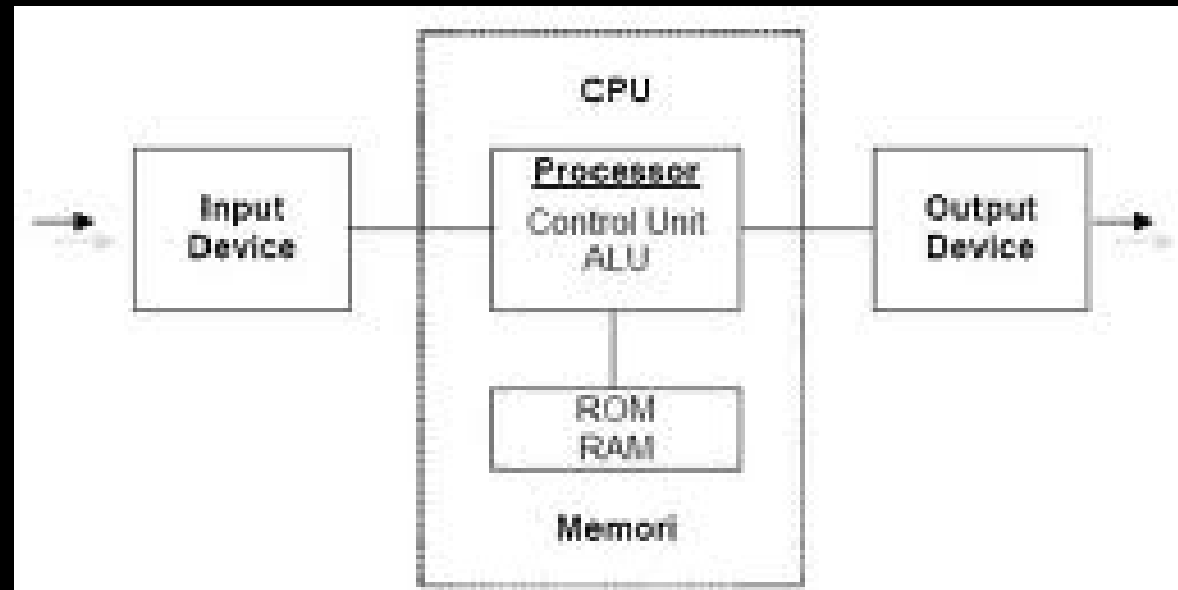 CPU
Input
Device
Processor
Control Unit
ALU
Output
Device
ROM
RAM
Memori